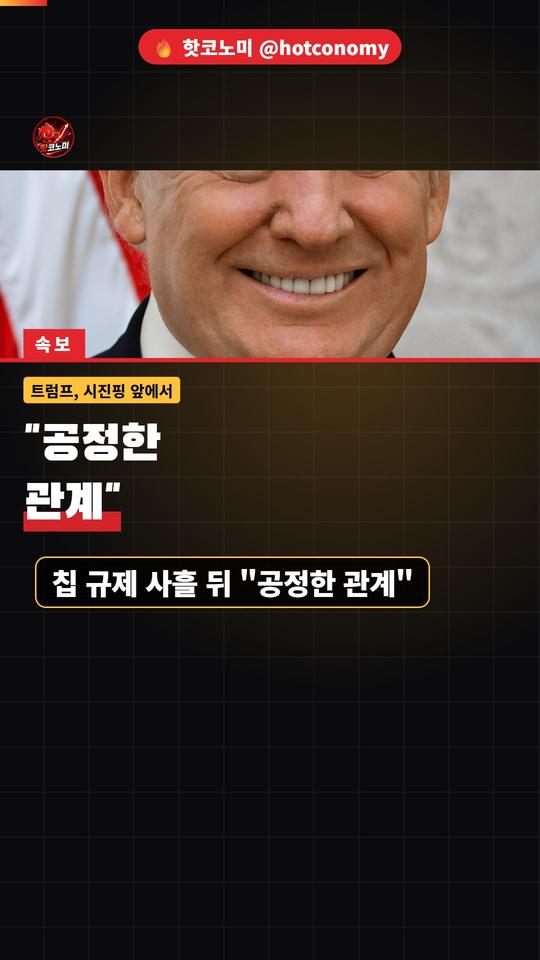 핫코노미 @hotconomy
핫코노미
속보
트럼프, 시진핑 앞에서
"공정한
관계"
칩 규제 사흘 뒤 "공정한 관계"